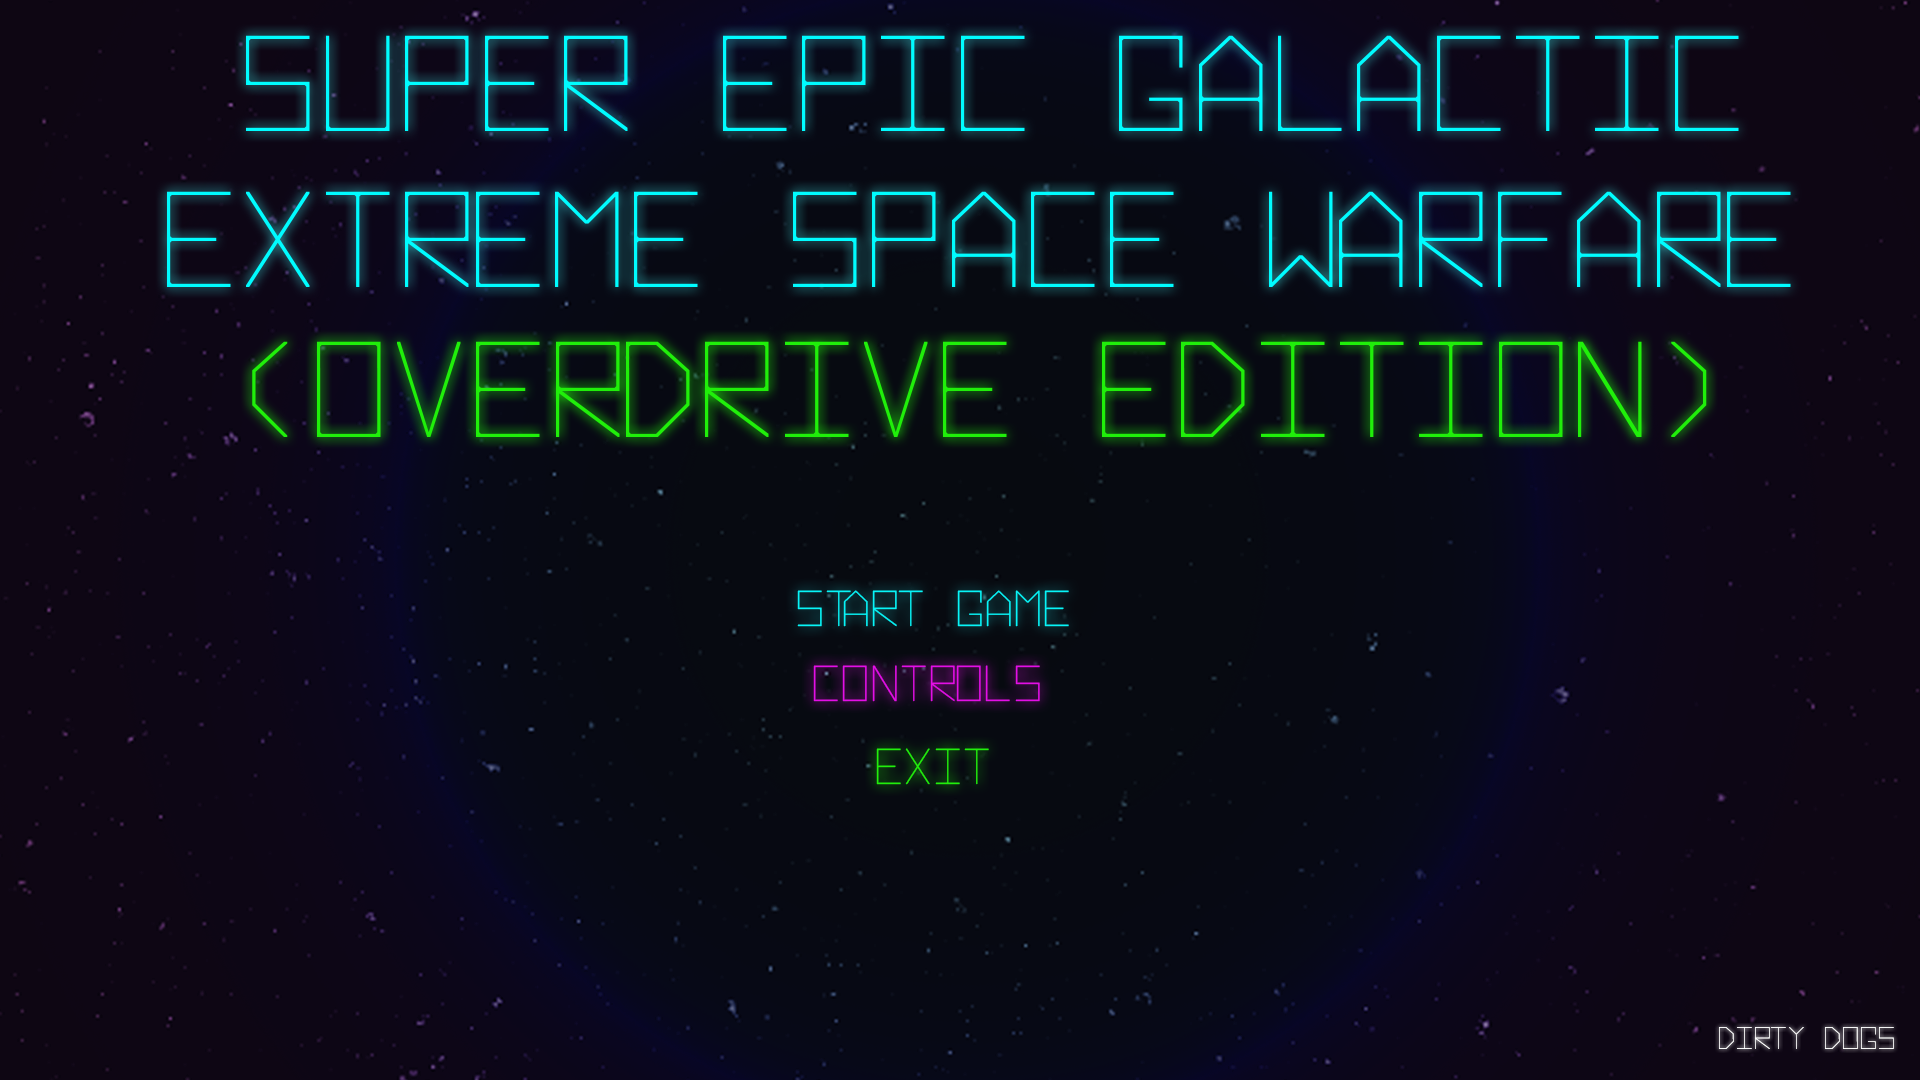 SUPER EPIC GALACTIC
EXTREME SPACE WARFARE
(OVERDRIVE EDITION)
START GAME
CONTROLS
EXIT
DIRTY DOGS